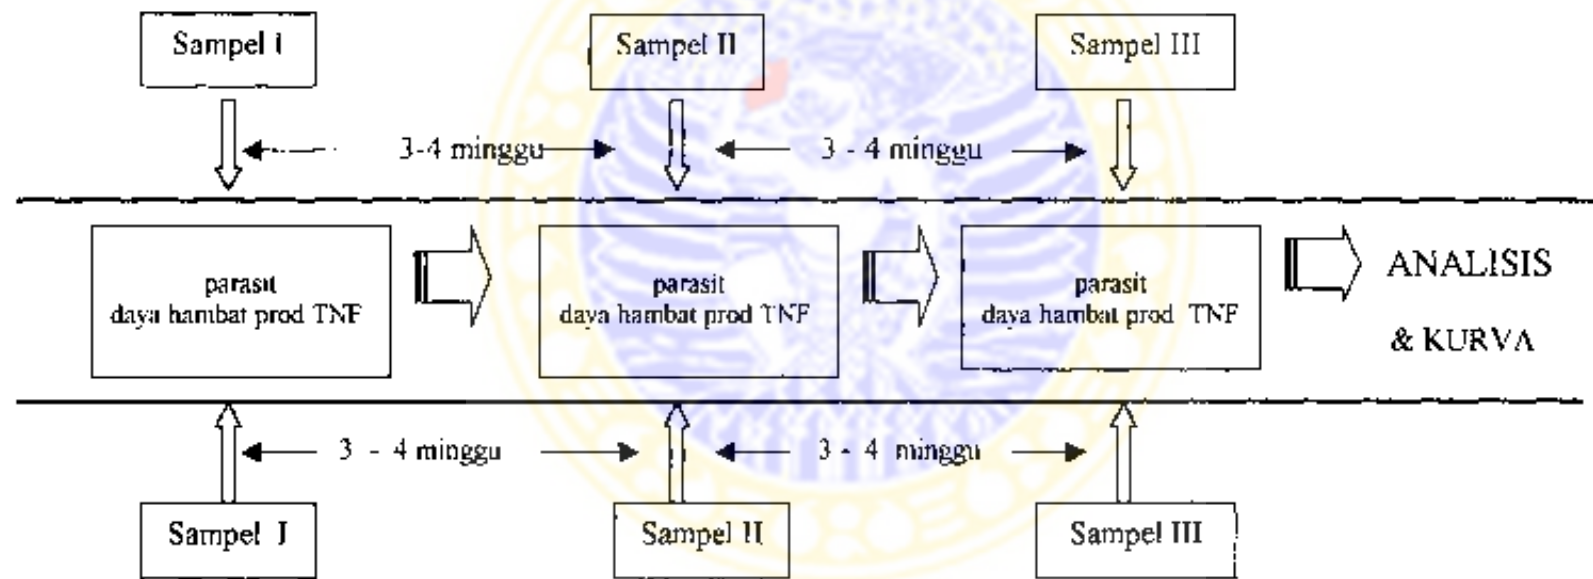 Sampel I
Sampel II
Sampel III
3-4 minggu
3 - 4 minggu
parasit
daya hambat prod TNF
parasit
daya hambat prod TNF
parasit
daya hambat prod TNF
ANALISIS
& KURVA
3 - 4 minggu
3 - 4 minggu
Sampel I
Sampel II
Sampel III